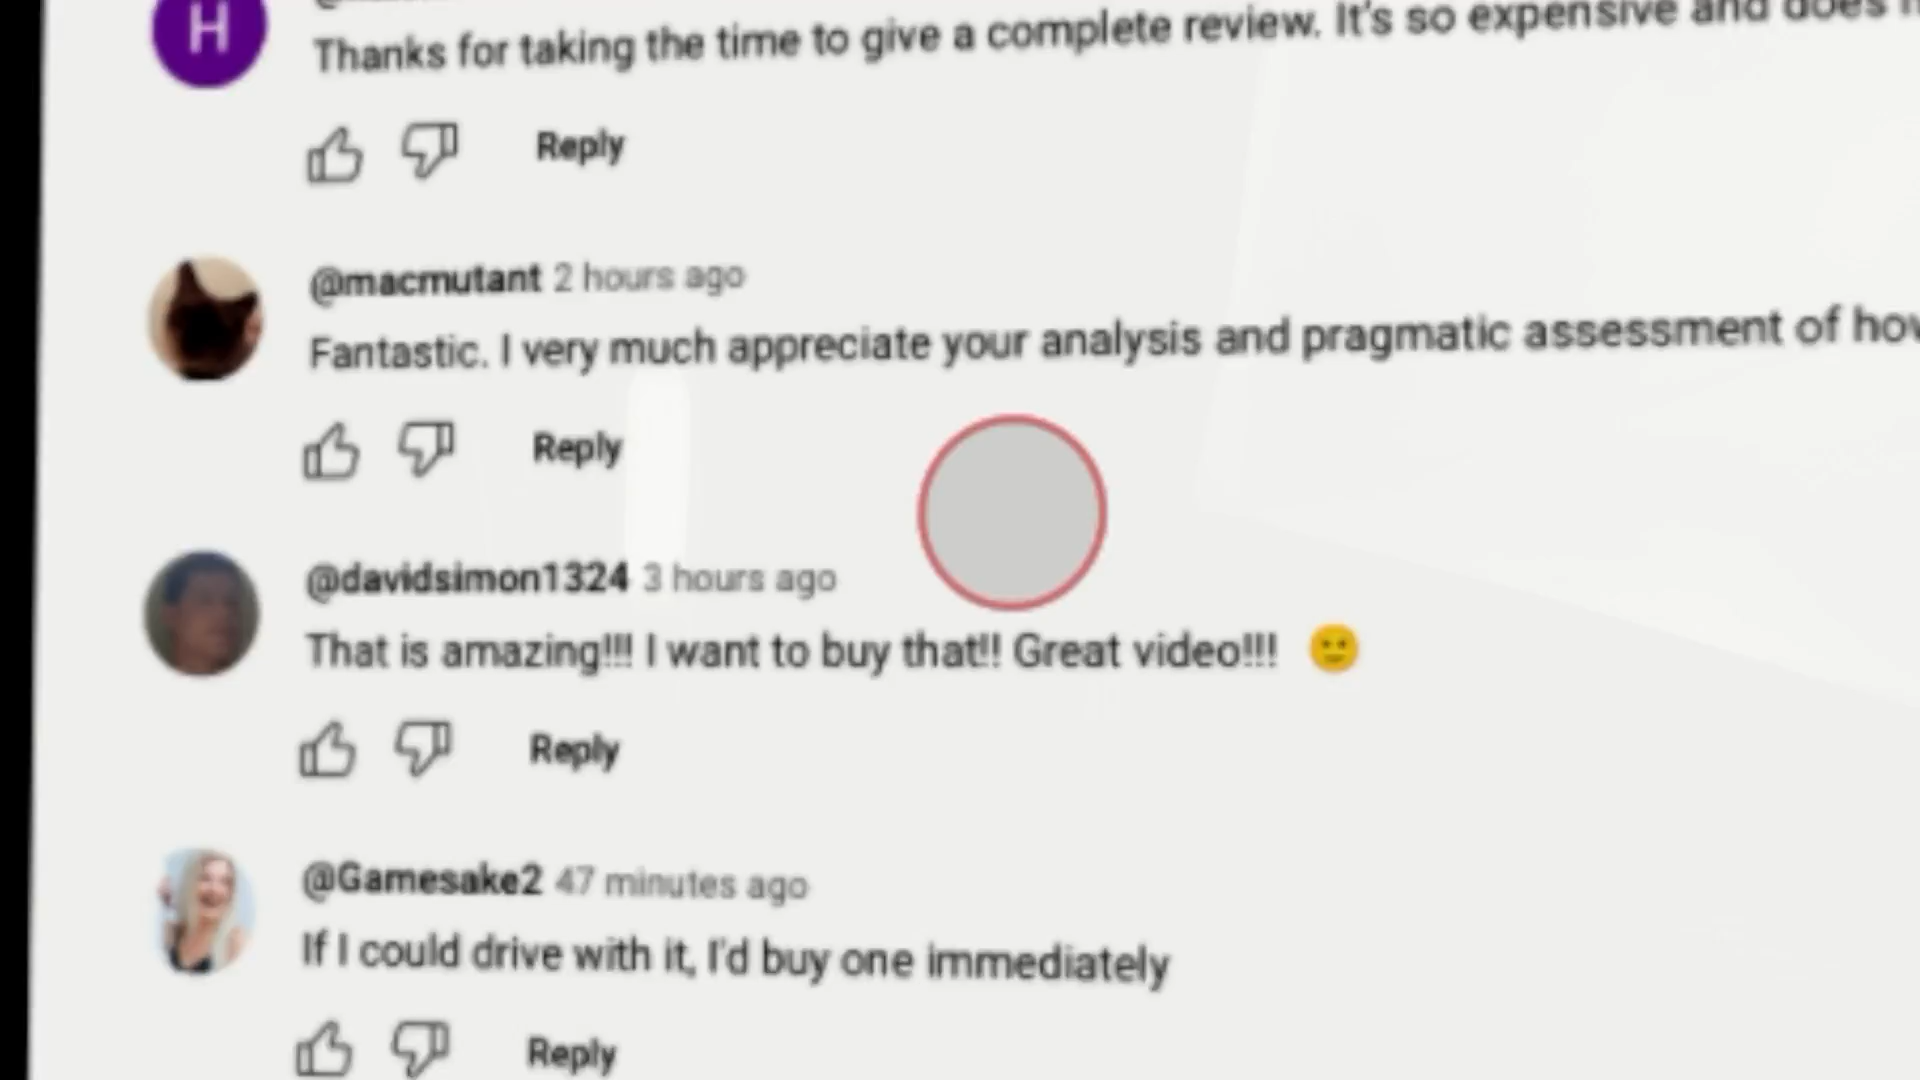 H
Thanks for taking the time to give a complete review. It's so expensive and does
Reply
@macmutant 2 hours ago
Fantastic. I very much appreciate your analysis and pragmatic assessment of how
Reply
@davidsimon1324 3 hours ago
That is amazing!!! I want to buy that!! Great video!!! 😐
Reply
@Gamesake2 47 minutes ago
If I could drive with it, I'd buy one immediately
Reply